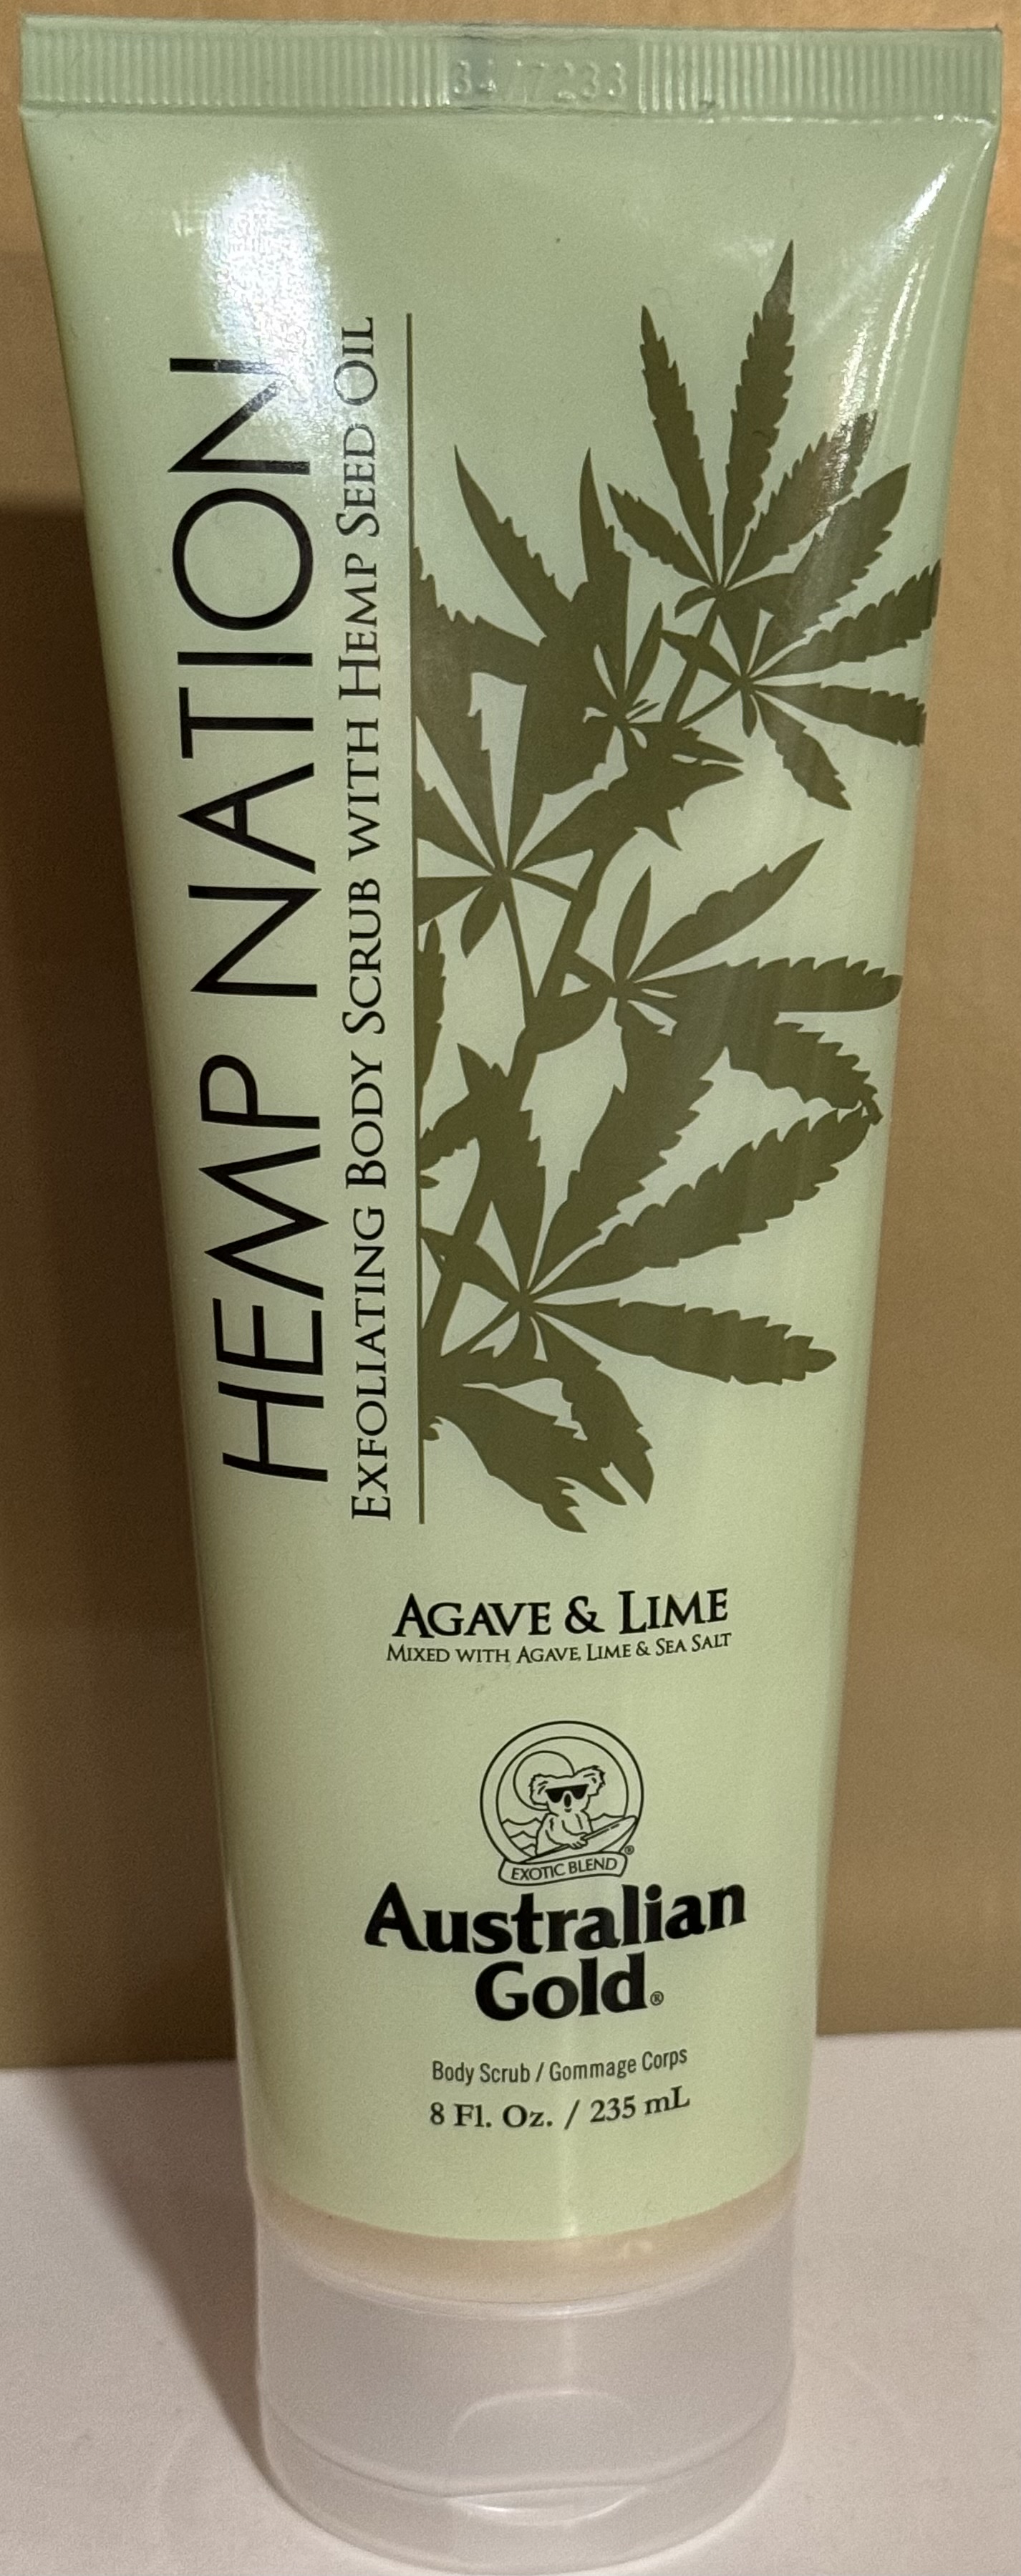 HEMP NATION
EXFOLIATING BODY SCRUB WITH HEMP SEED OIL
AGAVE & LIME
MIXED WITH AGAVE, LIME & SEA SALT
EXOTIC BLEND®
Australian
Gold®
Body Scrub / Gommage Corps
8 Fl. Oz. / 235 mL